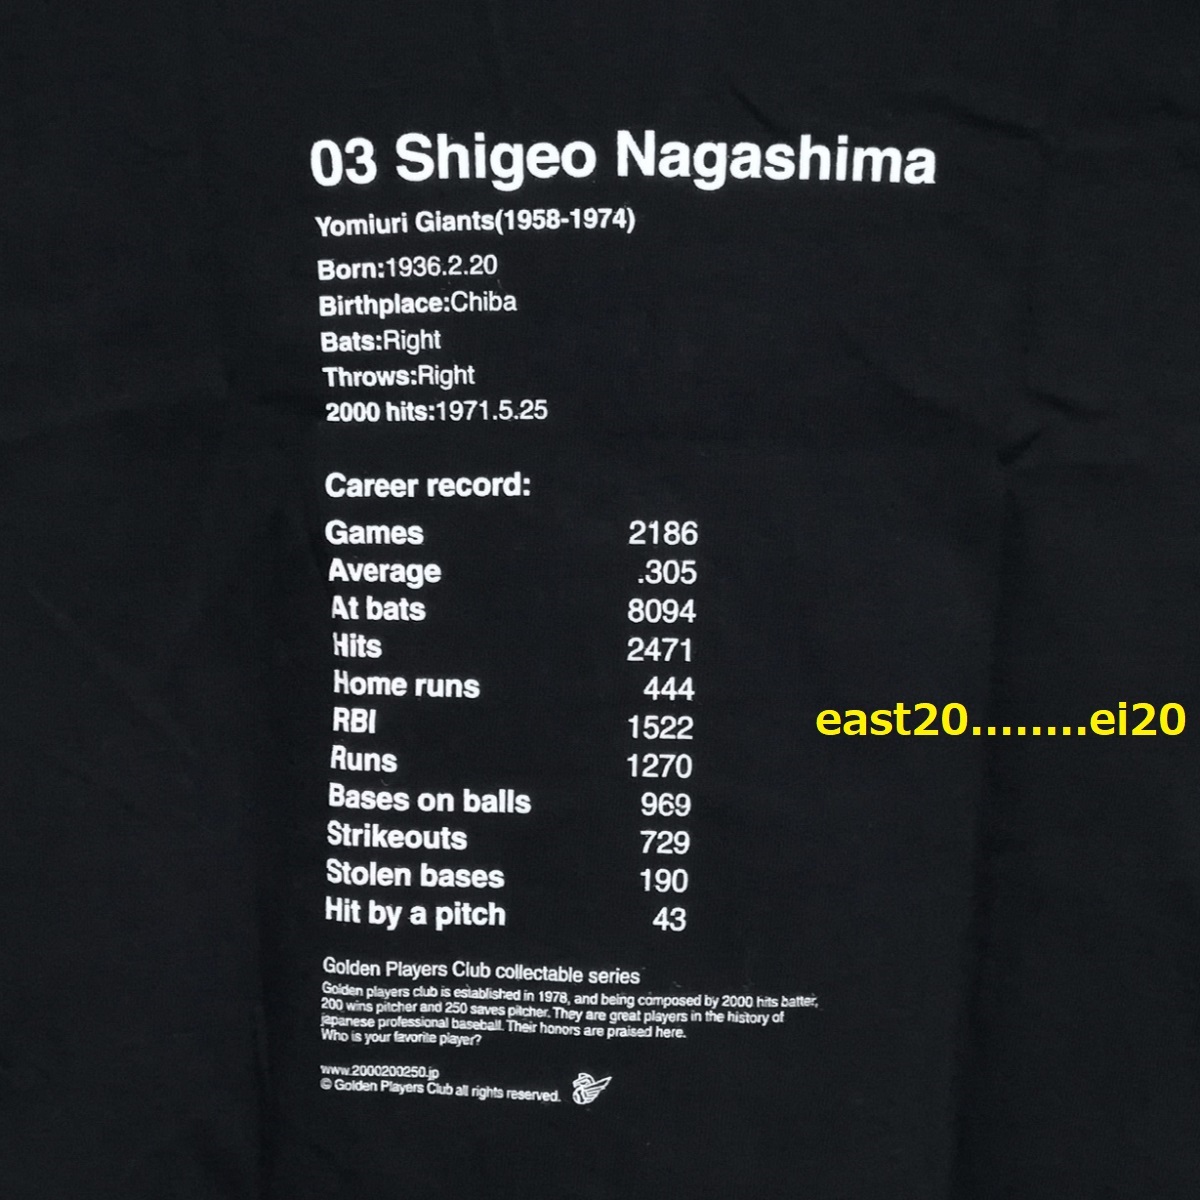 03 Shigeo Nagashima
Yomiuri Giants(1958-1974)
Born:1936.2.20
Birthplace:Chiba
Bats:Right
Throws:Right
2000 hits:1971.5.25
Career record:
Games 2186
Average .305
At bats 8094
Hits 2471
Home runs 444
RBI 1522
Runs 1270
Bases on balls 969
Strikeouts 729
Stolen bases 190
Hit by a pitch 43
east20........ei20
Golden Players Club collectable series
Golden players club is established in 1978, and being composed by 2000 hits batter,
200 wins pitcher and 250 saves pitcher. They are great players in the history of
japanese professional baseball. Their honors are praised here.
Who is your favorite player?
www.2000200250.jp
© Golden Players Club all rights reserved.